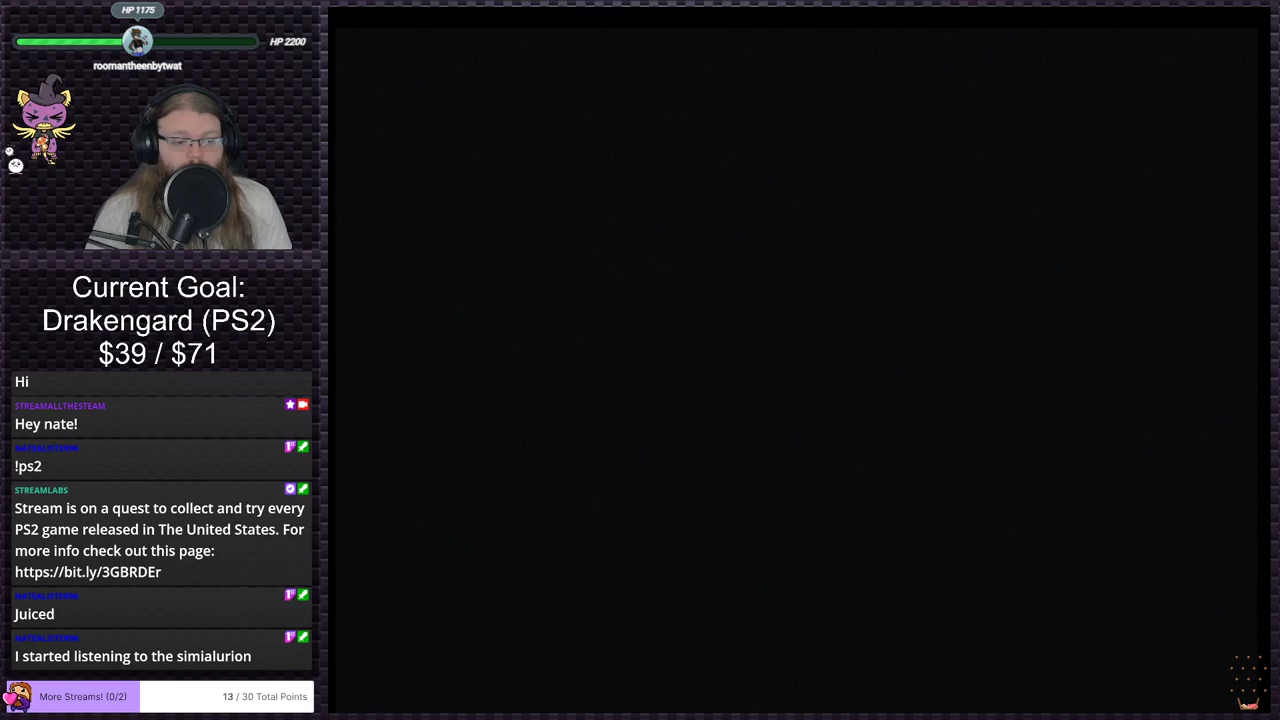 HP 1175
HP 2200
roomantheenbytwat
Current Goal:
Drakengard (PS2)
$39 / $71
Hi
STREAMALLTHESTEAM
Hey nate!
!ps2
STREAMLABS
Stream is on a quest to collect and try every
PS2 game released in The United States. For
more info check out this page:
https://bit.ly/3GBRDEr
Juiced
I started listening to the simialurion
More Streams! (0/2)
13 / 30 Total Points